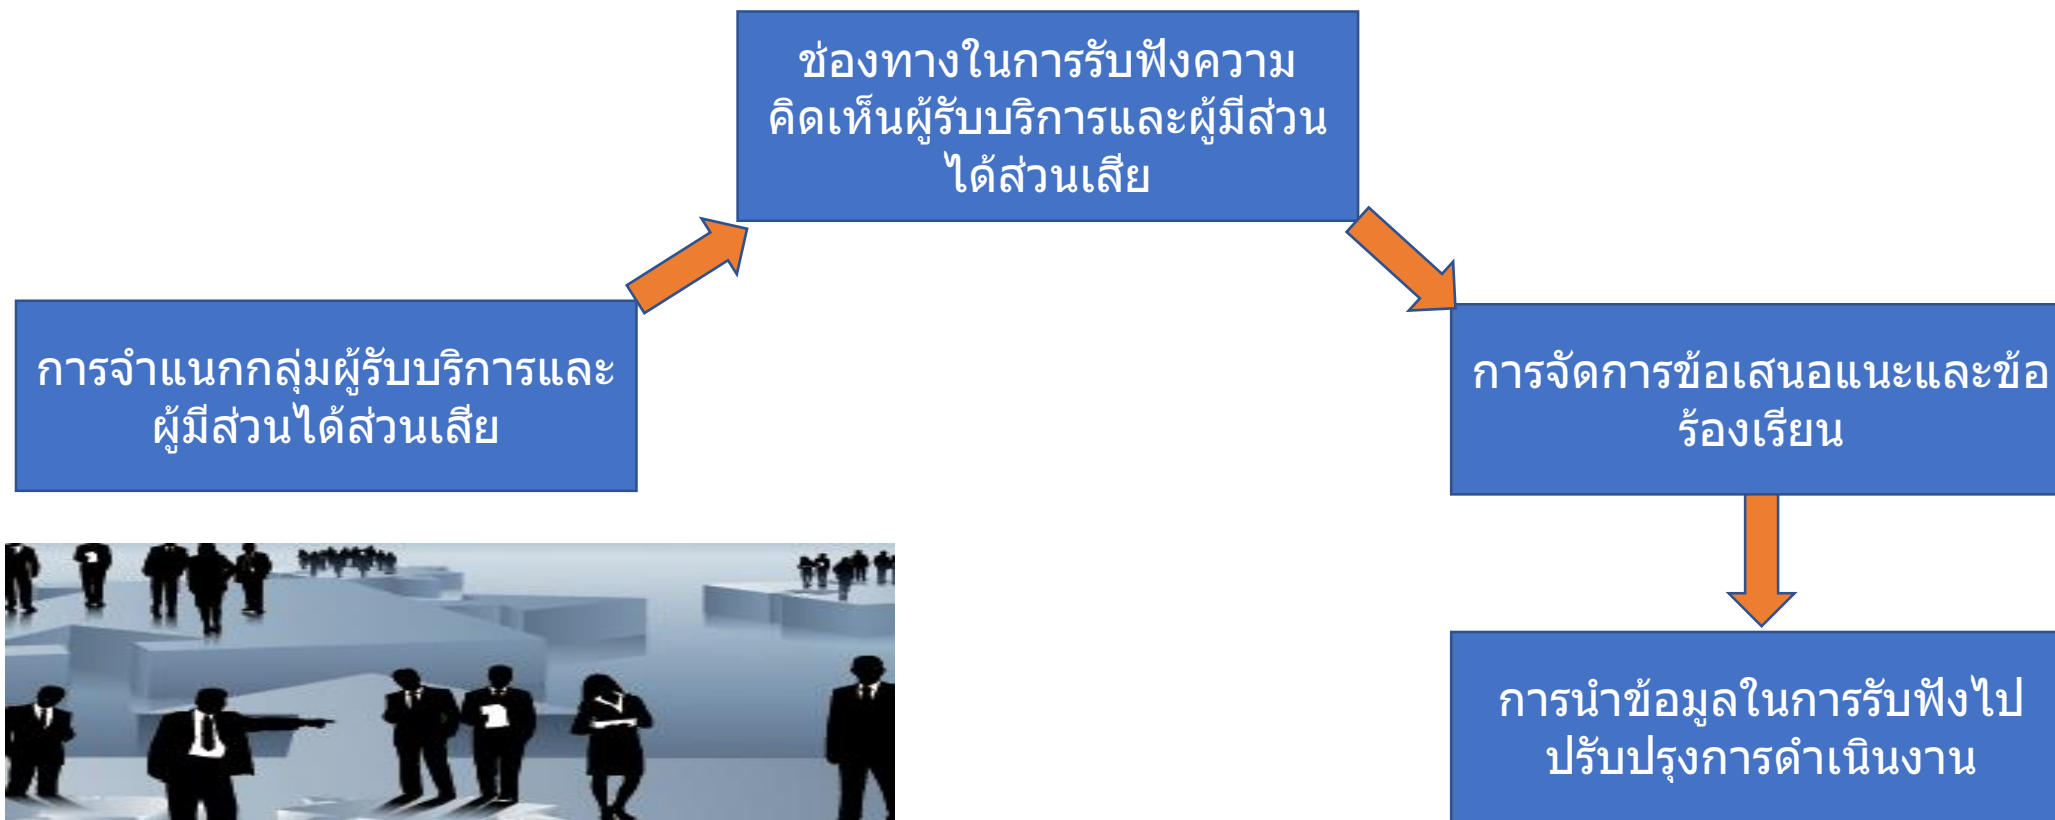 ช่องทางในการรับฟังความ
คิดเห็นผู้รับบริการและผู้มีส่วน
ได้ส่วนเสีย
การจำแนกกลุ่มผู้รับบริการและ
ผู้มีส่วนได้ส่วนเสีย
การจัดการข้อเสนอแนะและข้อ
ร้องเรียน
การนำข้อมูลในการรับฟังไป
ปรับปรุงการดำเนินงาน